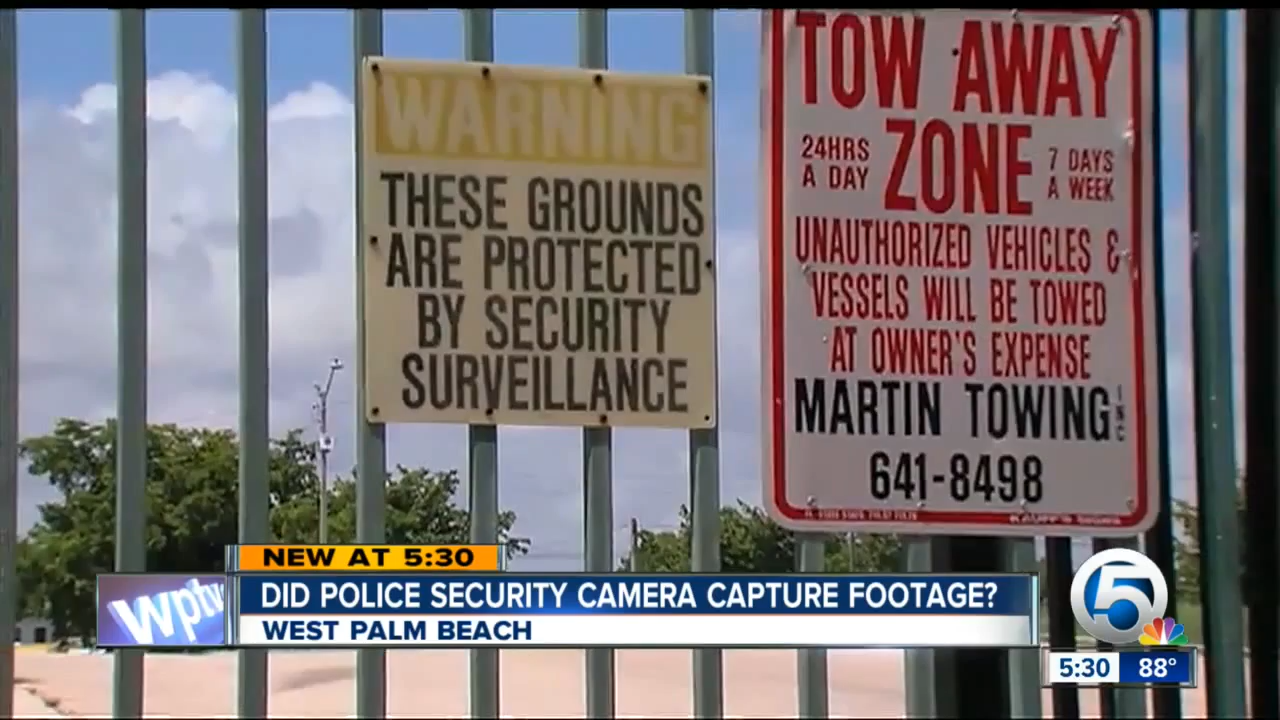 WARNING
THESE GROUNDS
ARE PROTECTED
BY SECURITY
SURVEILLANCE
TOW AWAY
24HRS
A DAY
ZONE
7 DAYS
A WEEK
UNAUTHORIZED VEHICLES &
VESSELS WILL BE TOWED
AT OWNER'S EXPENSE
MARTIN TOWING INC
641-8498
NEW AT 5:30
wptv
DID POLICE SECURITY CAMERA CAPTURE FOOTAGE?
WEST PALM BEACH
5
5:30 88°